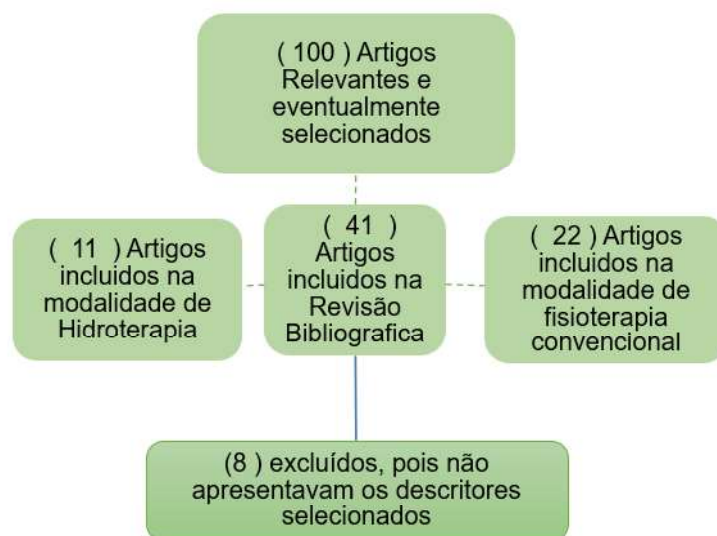 ( 100 ) Artigos
Relevantes e
eventualmente
selecionados
( 11 ) Artigos
incluidos na
modalidade de
Hidroterapia
( 41 )
Artigos
incluidos na
Revisão
Bibliografica
( 22 ) Artigos
incluidos na
modalidade de
fisioterapia
convencional
(8 ) excluídos, pois não
apresentavam os descritores
selecionados